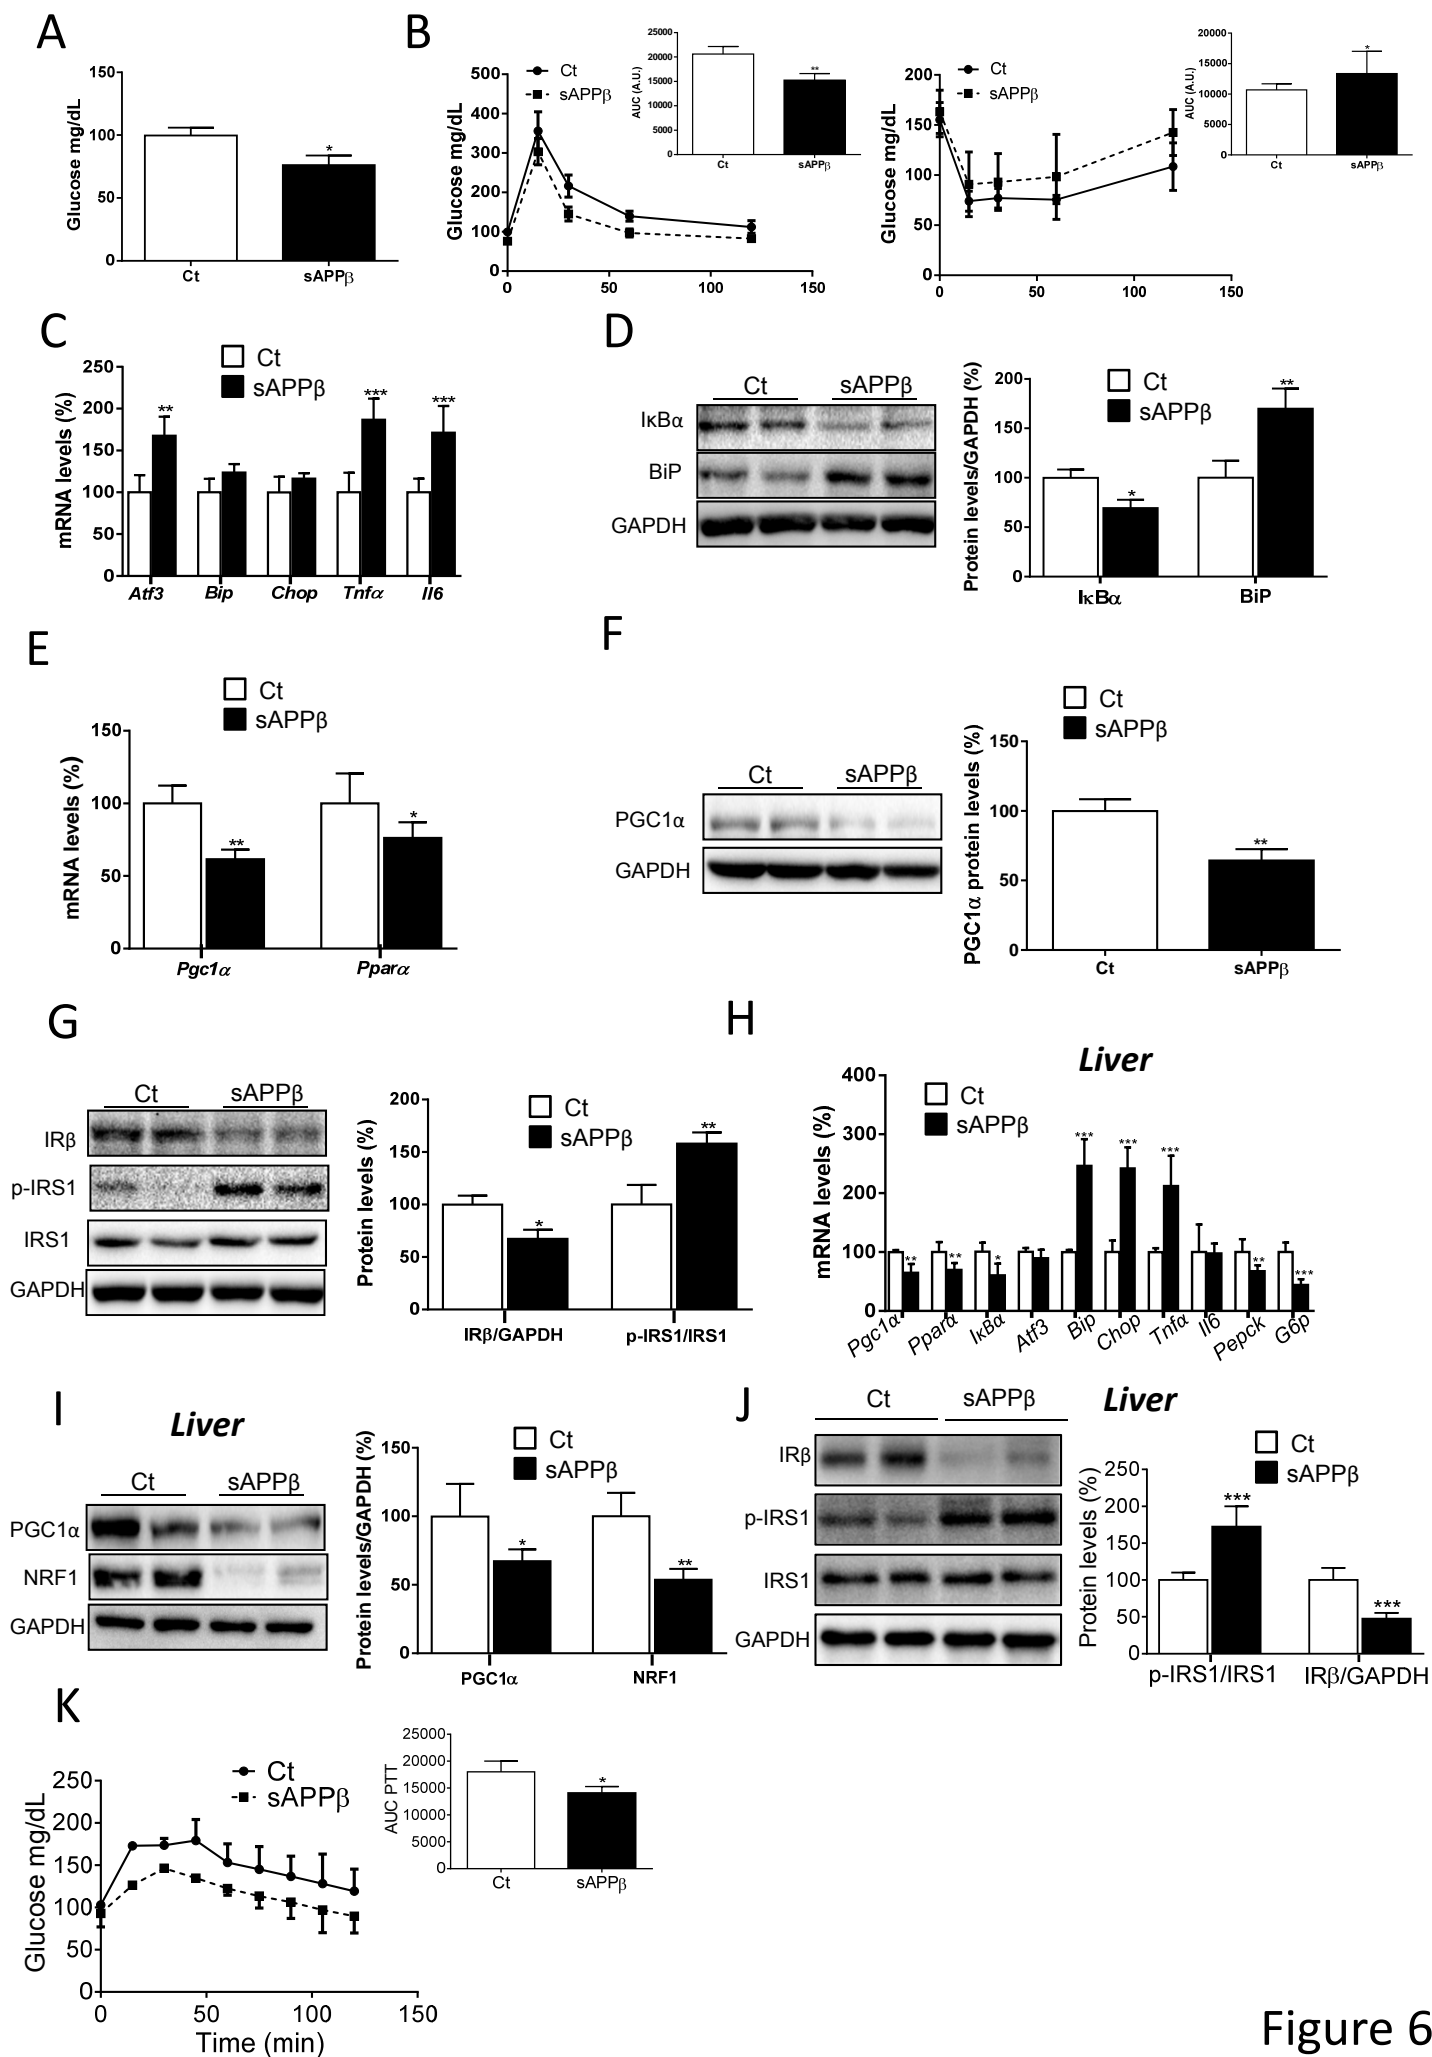 A
150
100
50
0
Glucose mg/dL
*
Ct
sAPPβ
B
500
400
300
200
100
0
Glucose mg/dL
Ct
sAPPβ
0
50
100
150
25000
20000
15000
10000
5000
0
AUC (A.U.)
**
Ct
sAPPβ
200
150
100
50
0
Glucose mg/dL
Ct
sAPPβ
0
50
100
150
20000
15000
10000
5000
0
AUC (A.U.)
*
Ct
sAPPβ
C
Ct
sAPPβ
250
200
150
100
50
0
mRNA levels (%)
**
***
***
Atf3
Bip
Chop
Tnfα
Il6
D
Ct
sAPPβ
IκBα
BiP
GAPDH
Ct
sAPPβ
200
150
100
50
0
Protein levels/GAPDH (%)
*
**
IκBα
BiP
E
Ct
sAPPβ
150
100
50
0
mRNA levels (%)
**
*
Pgc1α
Pparα
F
Ct
sAPPβ
PGC1α
GAPDH
Ct
sAPPβ
150
100
50
0
PGC1α protein levels (%)
**
Ct
sAPPβ
G
Ct
sAPPβ
IRβ
p-IRS1
IRS1
GAPDH
200
150
100
50
0
Protein levels (%)
Ct
sAPPβ
*
**
IRβ/GAPDH
p-IRS1/IRS1
H
Liver
400
300
200
100
0
mRNA levels (%)
Ct
sAPPβ
**
**
*
***
***
***
**
***
Pgc1α
Pparα
IκBα
Atf3
Bip
Chop
Tnfα
Il6
Pepck
G6p
I
Liver
Ct
sAPPβ
PGC1α
NRF1
GAPDH
150
100
50
0
Protein levels/GAPDH (%)
Ct
sAPPβ
*
**
PGC1α
NRF1
J
Ct
sAPPβ
Liver
IRβ
p-IRS1
IRS1
GAPDH
Ct
sAPPβ
250
200
150
100
50
0
Protein levels (%)
***
***
p-IRS1/IRS1
IRβ/GAPDH
K
Ct
sAPPβ
250
200
150
100
50
0
Glucose mg/dL
0
50
100
150
Time (min)
25000
20000
15000
10000
5000
0
AUC PTT
*
Ct
sAPPβ
Figure 6